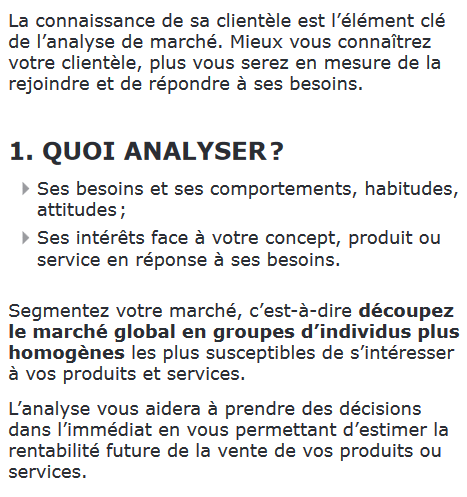 La connaissance de sa clientèle est l’élément clé
de l’analyse de marché. Mieux vous connaîtrez
votre clientèle, plus vous serez en mesure de la
rejoindre et de répondre à ses besoins.
1. QUOI ANALYSER ?
Ses besoins et ses comportements, habitudes,
attitudes ;
Ses intérêts face à votre concept, produit ou
service en réponse à ses besoins.
Segmentez votre marché, c’est-à-dire découpez
le marché global en groupes d’individus plus
homogènes les plus susceptibles de s’intéresser
à vos produits et services.
L’analyse vous aidera à prendre des décisions
dans l’immédiat en vous permettant d’estimer la
rentabilité future de la vente de vos produits ou
services.